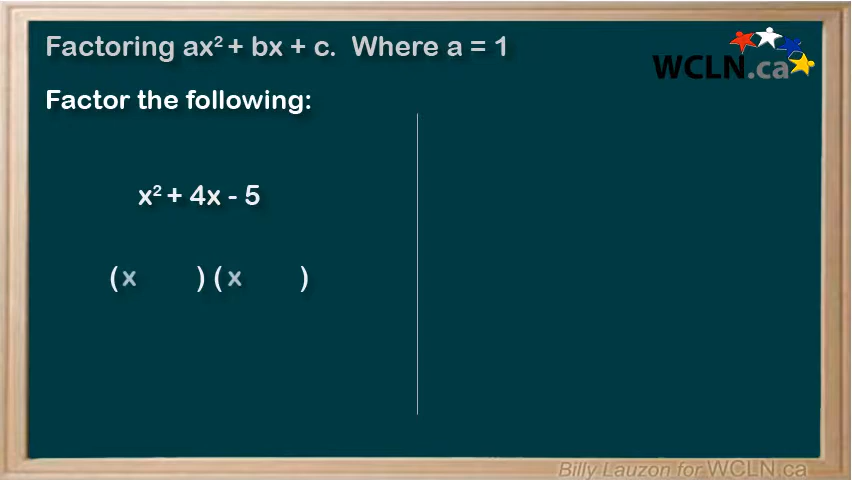 Factoring ax² + bx + c. Where a = 1
WCLN.ca
Factor the following:
x² + 4x - 5
(x ) (x )
Billy Lauzon for WCLN.ca